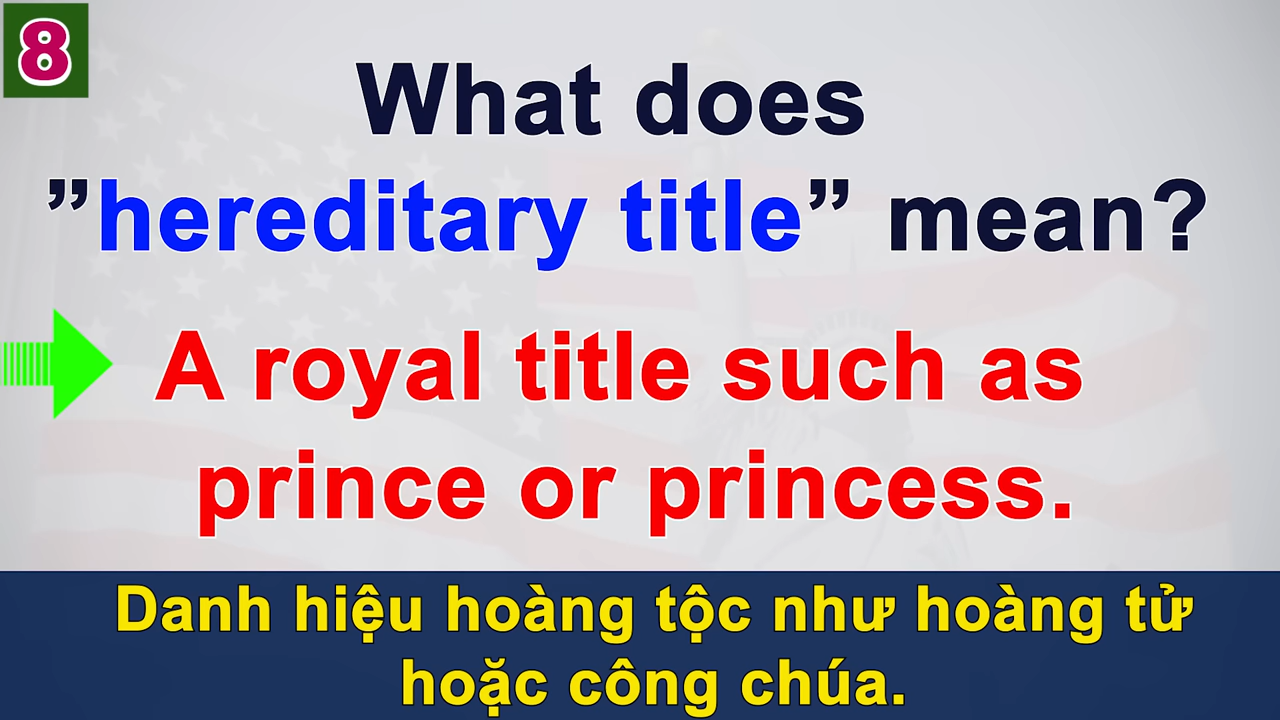 8
What does
”hereditary title” mean?
A royal title such as
prince or princess.
Danh hiệu hoàng tộc như hoàng tử
hoặc công chúa.